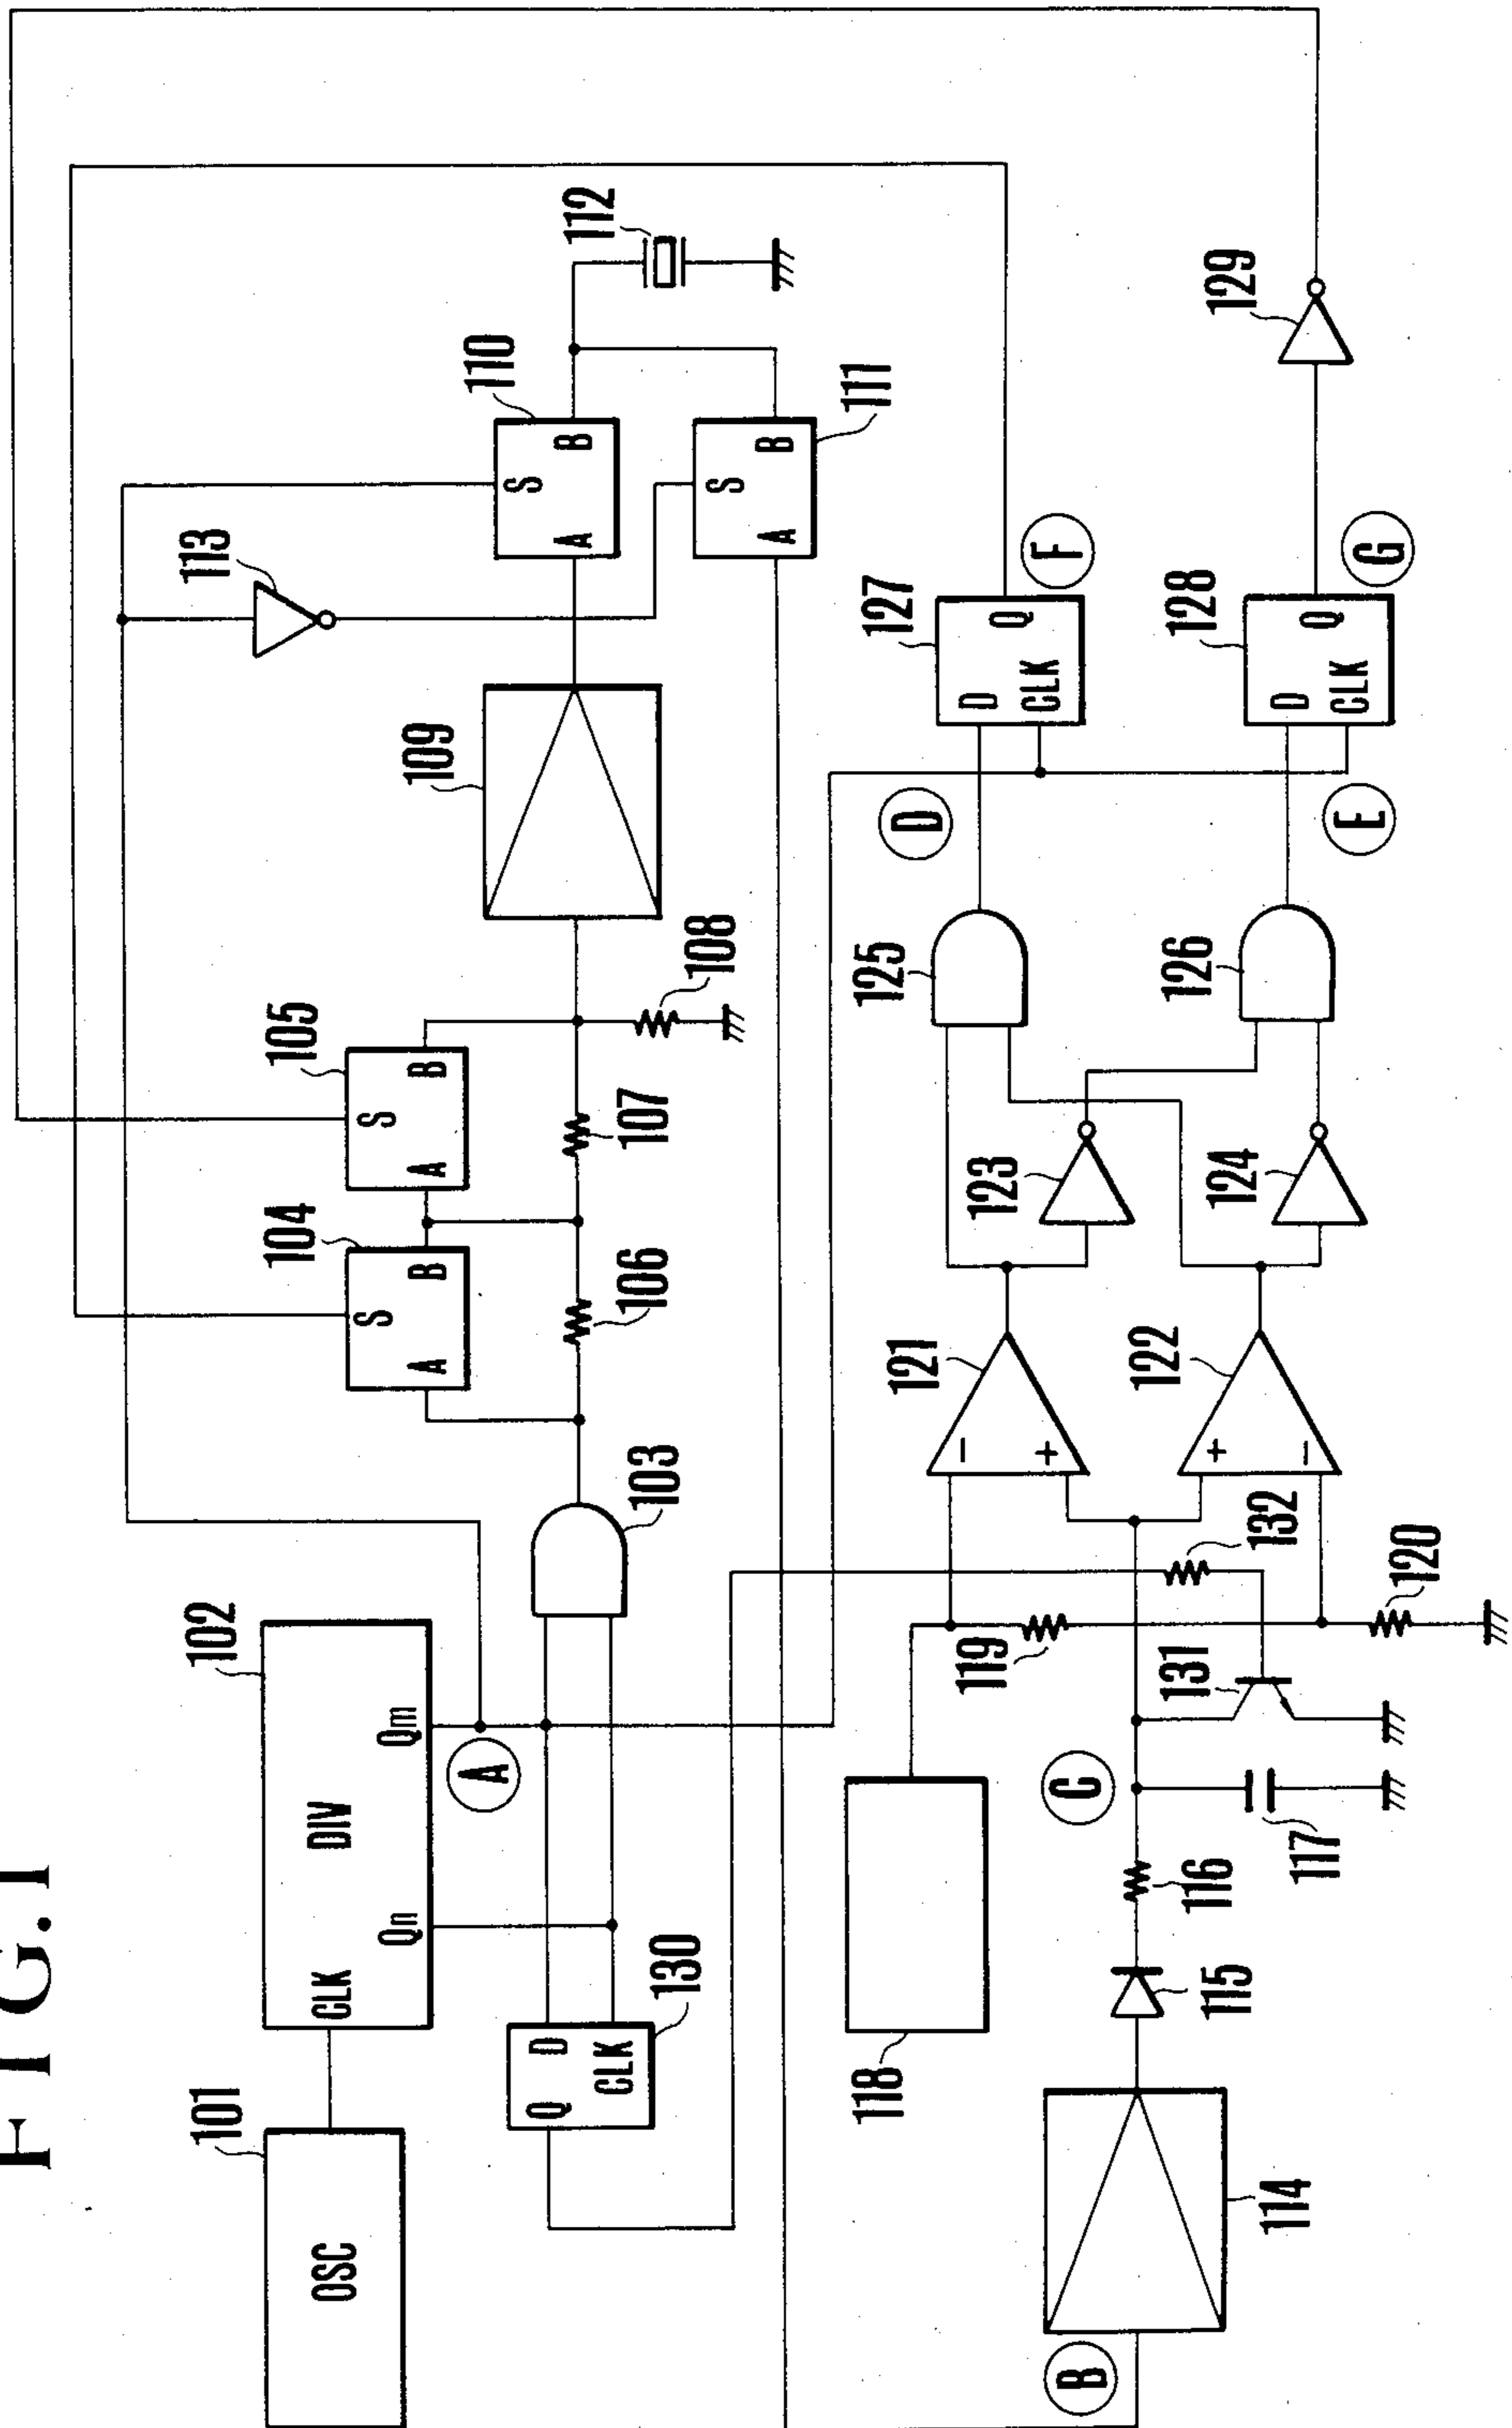 FIG.1
101
OSC
102
DIV
CLK
Qn
Qm
A
130
Q
D
CLK
103
104
S
A
B
105
S
A
B
106
107
108
109
113
110
S
A
B
111
S
A
B
112
B
114
115
116
117
C
118
119
131
132
120
121
−
+
122
+
−
123
124
125
126
D
E
127
D
Q
CLK
F
128
D
Q
CLK
G
129